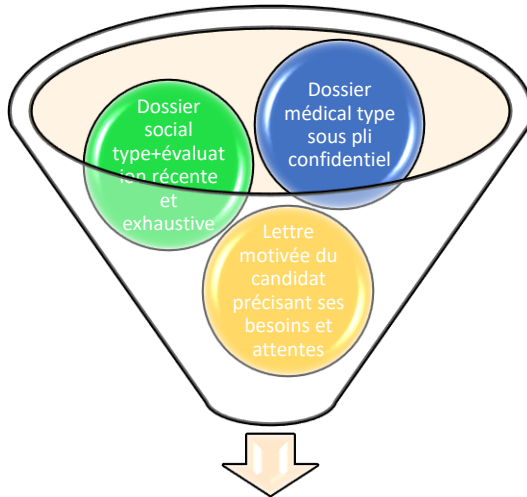 Dossier
social
type+évaluat
ion récente
et
exhaustive
Dossier
médical type
sous pli
confidentiel
Lettre
motivée du
candidat
précisant ses
besoins et
attentes